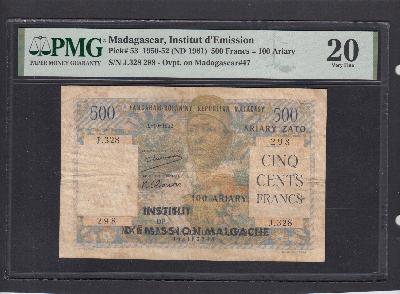 PMG
PAPER MONEY GUARANTY
Madagascar, Institut d'Emission
Pick# 53 1950-52 (ND 1961) 500 Francs = 100 Ariary
S/N J.328 298 - Ovpt. on Madagascar#47
20
Very Fine
500
500
ARIARY ZATO
J.328
298
CINQ
CENTS
FRANCS
100 ARIARY
298
INSTITUT
D'ÉMISSION MALGACHE
J.328